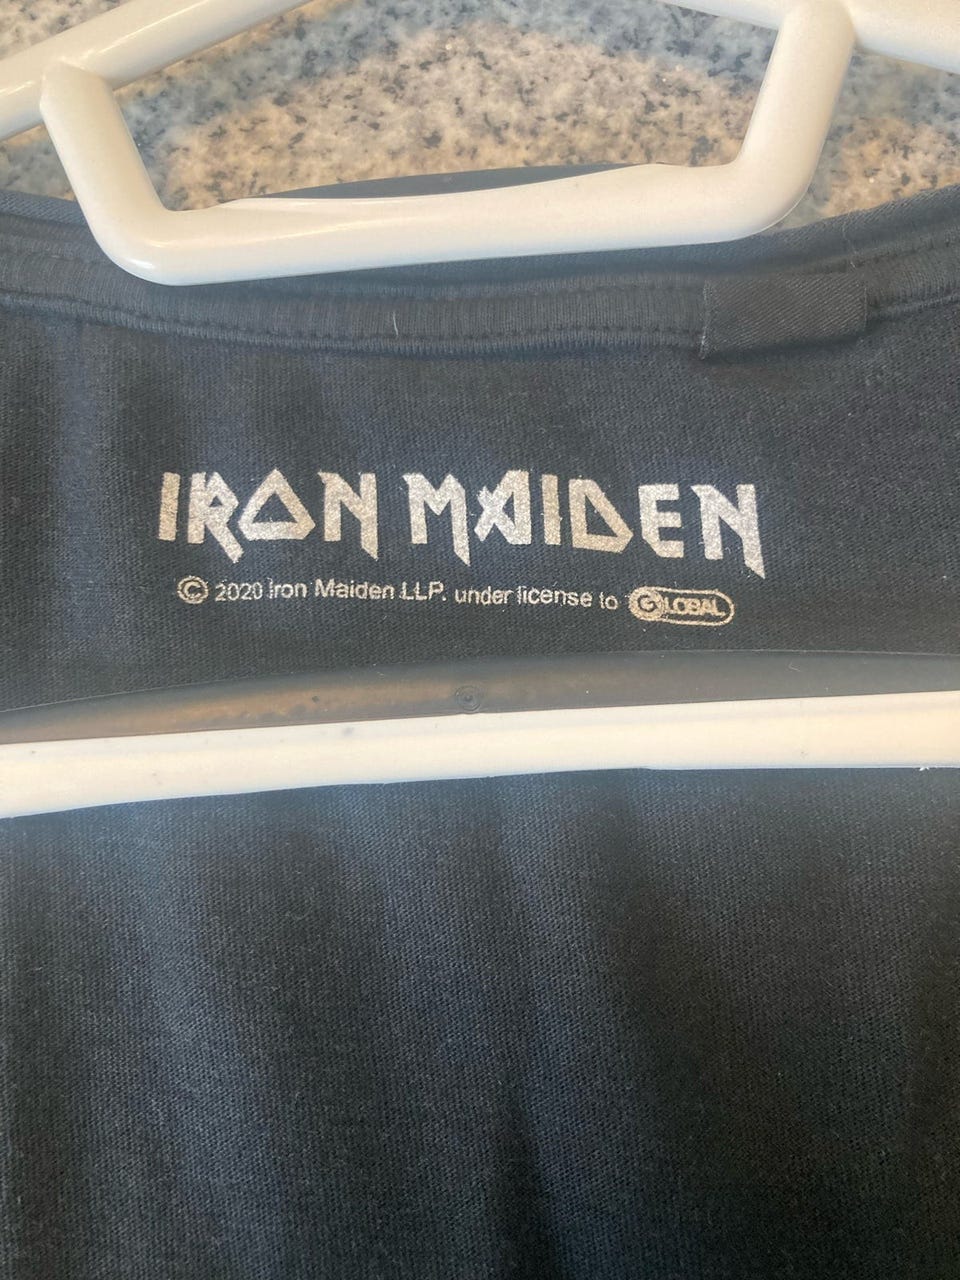 IRON MAIDEN
© 2020 Iron Maiden LLP. under license to GLOBAL